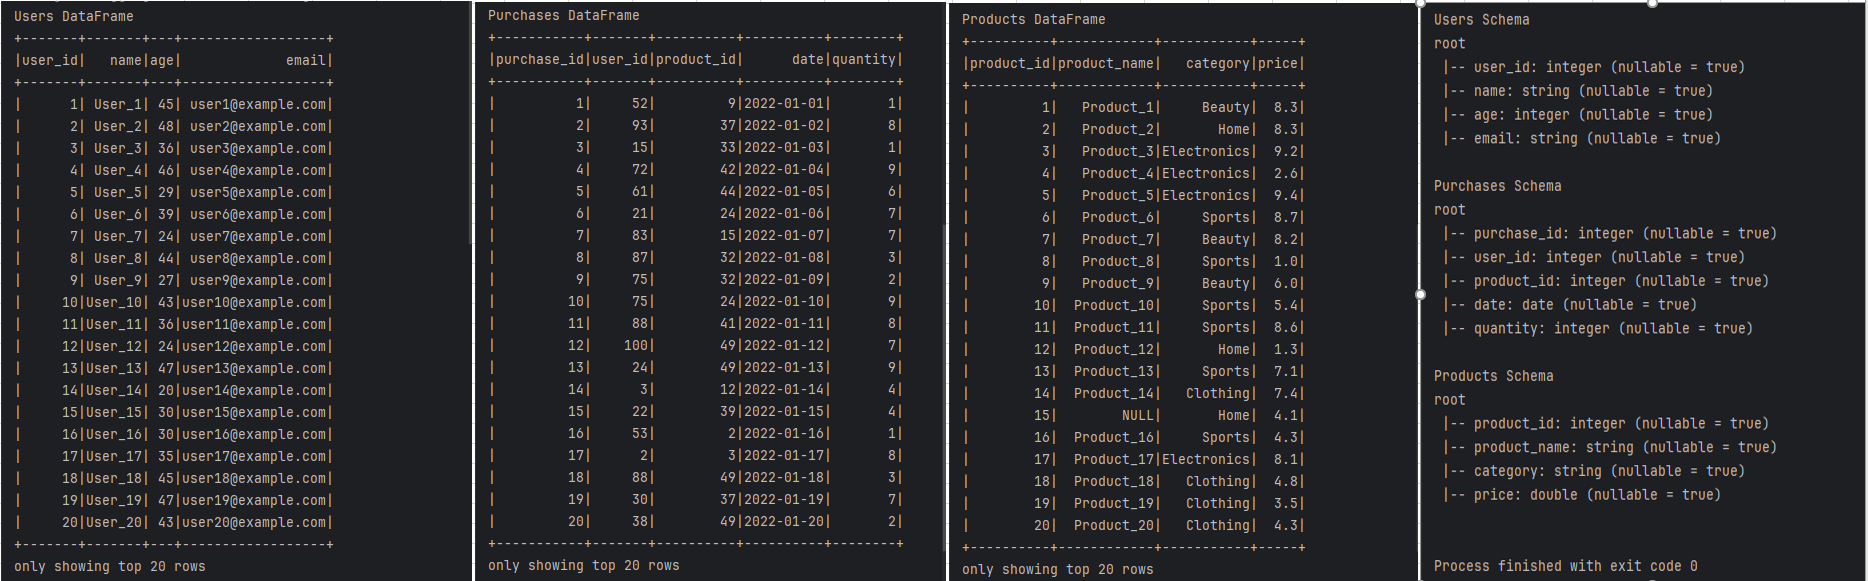 Users DataFrame
+-------+-------+---+------------------+
|user_id|   name|age|             email|
+-------+-------+---+------------------+
|      1| User_1| 45| user1@example.com|
|      2| User_2| 48| user2@example.com|
|      3| User_3| 36| user3@example.com|
|      4| User_4| 46| user4@example.com|
|      5| User_5| 29| user5@example.com|
|      6| User_6| 39| user6@example.com|
|      7| User_7| 24| user7@example.com|
|      8| User_8| 44| user8@example.com|
|      9| User_9| 27| user9@example.com|
|     10|User_10| 43|user10@example.com|
|     11|User_11| 36|user11@example.com|
|     12|User_12| 24|user12@example.com|
|     13|User_13| 47|user13@example.com|
|     14|User_14| 20|user14@example.com|
|     15|User_15| 30|user15@example.com|
|     16|User_16| 30|user16@example.com|
|     17|User_17| 35|user17@example.com|
|     18|User_18| 45|user18@example.com|
|     19|User_19| 47|user19@example.com|
|     20|User_20| 43|user20@example.com|
+-------+-------+---+------------------+
only showing top 20 rows
Purchases DataFrame
+-----------+-------+----------+----------+--------+
|purchase_id|user_id|product_id|      date|quantity|
+-----------+-------+----------+----------+--------+
|          1|     52|         9|2022-01-01|       1|
|          2|     93|        37|2022-01-02|       8|
|          3|     15|        33|2022-01-03|       1|
|          4|     72|        42|2022-01-04|       9|
|          5|     61|        44|2022-01-05|       6|
|          6|     21|        24|2022-01-06|       7|
|          7|     83|        15|2022-01-07|       7|
|          8|     87|        32|2022-01-08|       3|
|          9|     75|        32|2022-01-09|       2|
|         10|     75|        24|2022-01-10|       9|
|         11|     88|        41|2022-01-11|       8|
|         12|    100|        49|2022-01-12|       7|
|         13|     24|        49|2022-01-13|       9|
|         14|      3|        12|2022-01-14|       4|
|         15|     22|        39|2022-01-15|       4|
|         16|     53|         2|2022-01-16|       1|
|         17|      2|         3|2022-01-17|       8|
|         18|     88|        49|2022-01-18|       3|
|         19|     30|        37|2022-01-19|       7|
|         20|     38|        49|2022-01-20|       2|
+-----------+-------+----------+----------+--------+
only showing top 20 rows
Products DataFrame
+----------+------------+-----------+-----+
|product_id|product_name|   category|price|
+----------+------------+-----------+-----+
|         1|   Product_1|     Beauty|  8.3|
|         2|   Product_2|       Home|  8.3|
|         3|   Product_3|Electronics|  9.2|
|         4|   Product_4|Electronics|  2.6|
|         5|   Product_5|Electronics|  9.4|
|         6|   Product_6|     Sports|  8.7|
|         7|   Product_7|     Beauty|  8.2|
|         8|   Product_8|     Sports|  1.0|
|         9|   Product_9|     Beauty|  6.0|
|        10|  Product_10|     Sports|  5.4|
|        11|  Product_11|     Sports|  8.6|
|        12|  Product_12|       Home|  1.3|
|        13|  Product_13|     Sports|  7.1|
|        14|  Product_14|   Clothing|  7.4|
|        15|        NULL|       Home|  4.1|
|        16|  Product_16|     Sports|  4.3|
|        17|  Product_17|Electronics|  8.1|
|        18|  Product_18|   Clothing|  4.8|
|        19|  Product_19|   Clothing|  3.5|
|        20|  Product_20|   Clothing|  4.3|
+----------+------------+-----------+-----+
only showing top 20 rows
Users Schema
root
 |-- user_id: integer (nullable = true)
 |-- name: string (nullable = true)
 |-- age: integer (nullable = true)
 |-- email: string (nullable = true)
Purchases Schema
root
 |-- purchase_id: integer (nullable = true)
 |-- user_id: integer (nullable = true)
 |-- product_id: integer (nullable = true)
 |-- date: date (nullable = true)
 |-- quantity: integer (nullable = true)
Products Schema
root
 |-- product_id: integer (nullable = true)
 |-- product_name: string (nullable = true)
 |-- category: string (nullable = true)
 |-- price: double (nullable = true)
Process finished with exit code 0